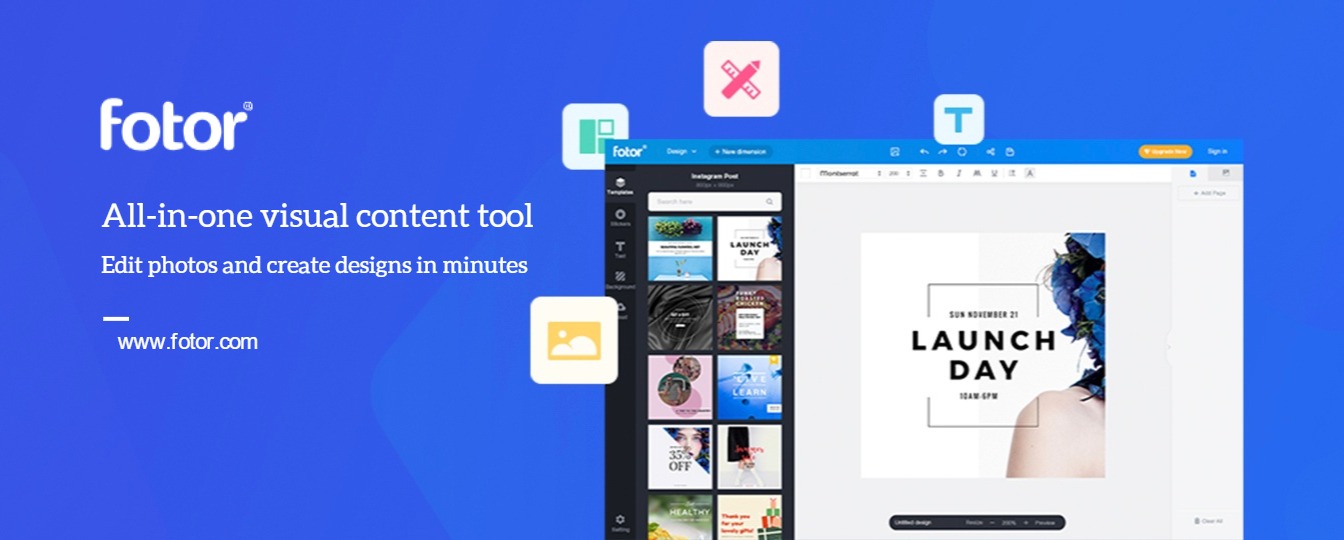 fotor®
All-in-one visual content tool
Edit photos and create designs in minutes
www.fotor.com
T
fotor®
Design
+ New dimension
Upgrade Now
Sign in
Templates
Stickers
Text
Background
Setting
Instagram Post
Search here
LAUNCH
DAY
35%
OFF
LIVE
LEARN
HEALTHY
Thank you
for your
lovely gifts!
Montserrat
200
B I U A
+ Add Page
SUN NOVEMBER 21
LAUNCH
DAY
10AM-6PM
Untitled design
Resize
− 200% +
Preview
Clear All